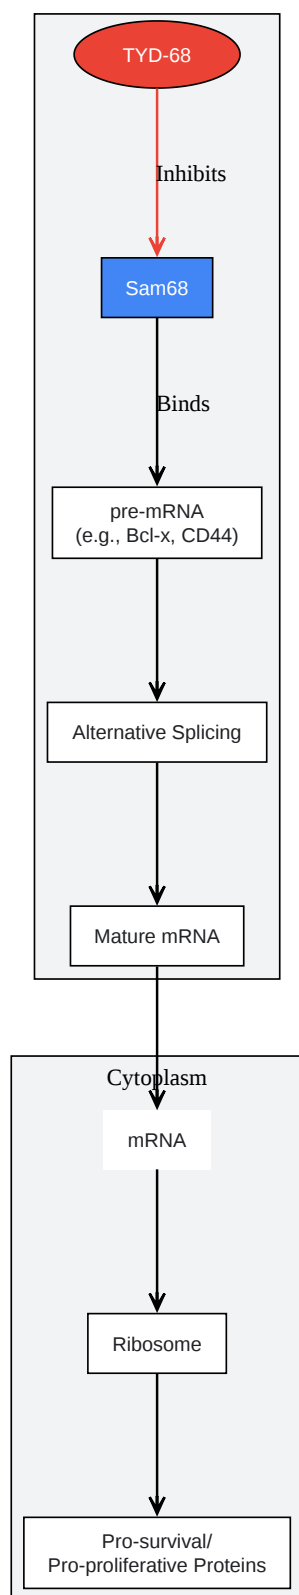 TYD-68
Inhibits
Sam68
Binds
pre-mRNA
(e.g., Bcl-x, CD44)
Alternative Splicing
Mature mRNA
Cytoplasm
mRNA
Ribosome
Pro-survival/
Pro-proliferative Proteins